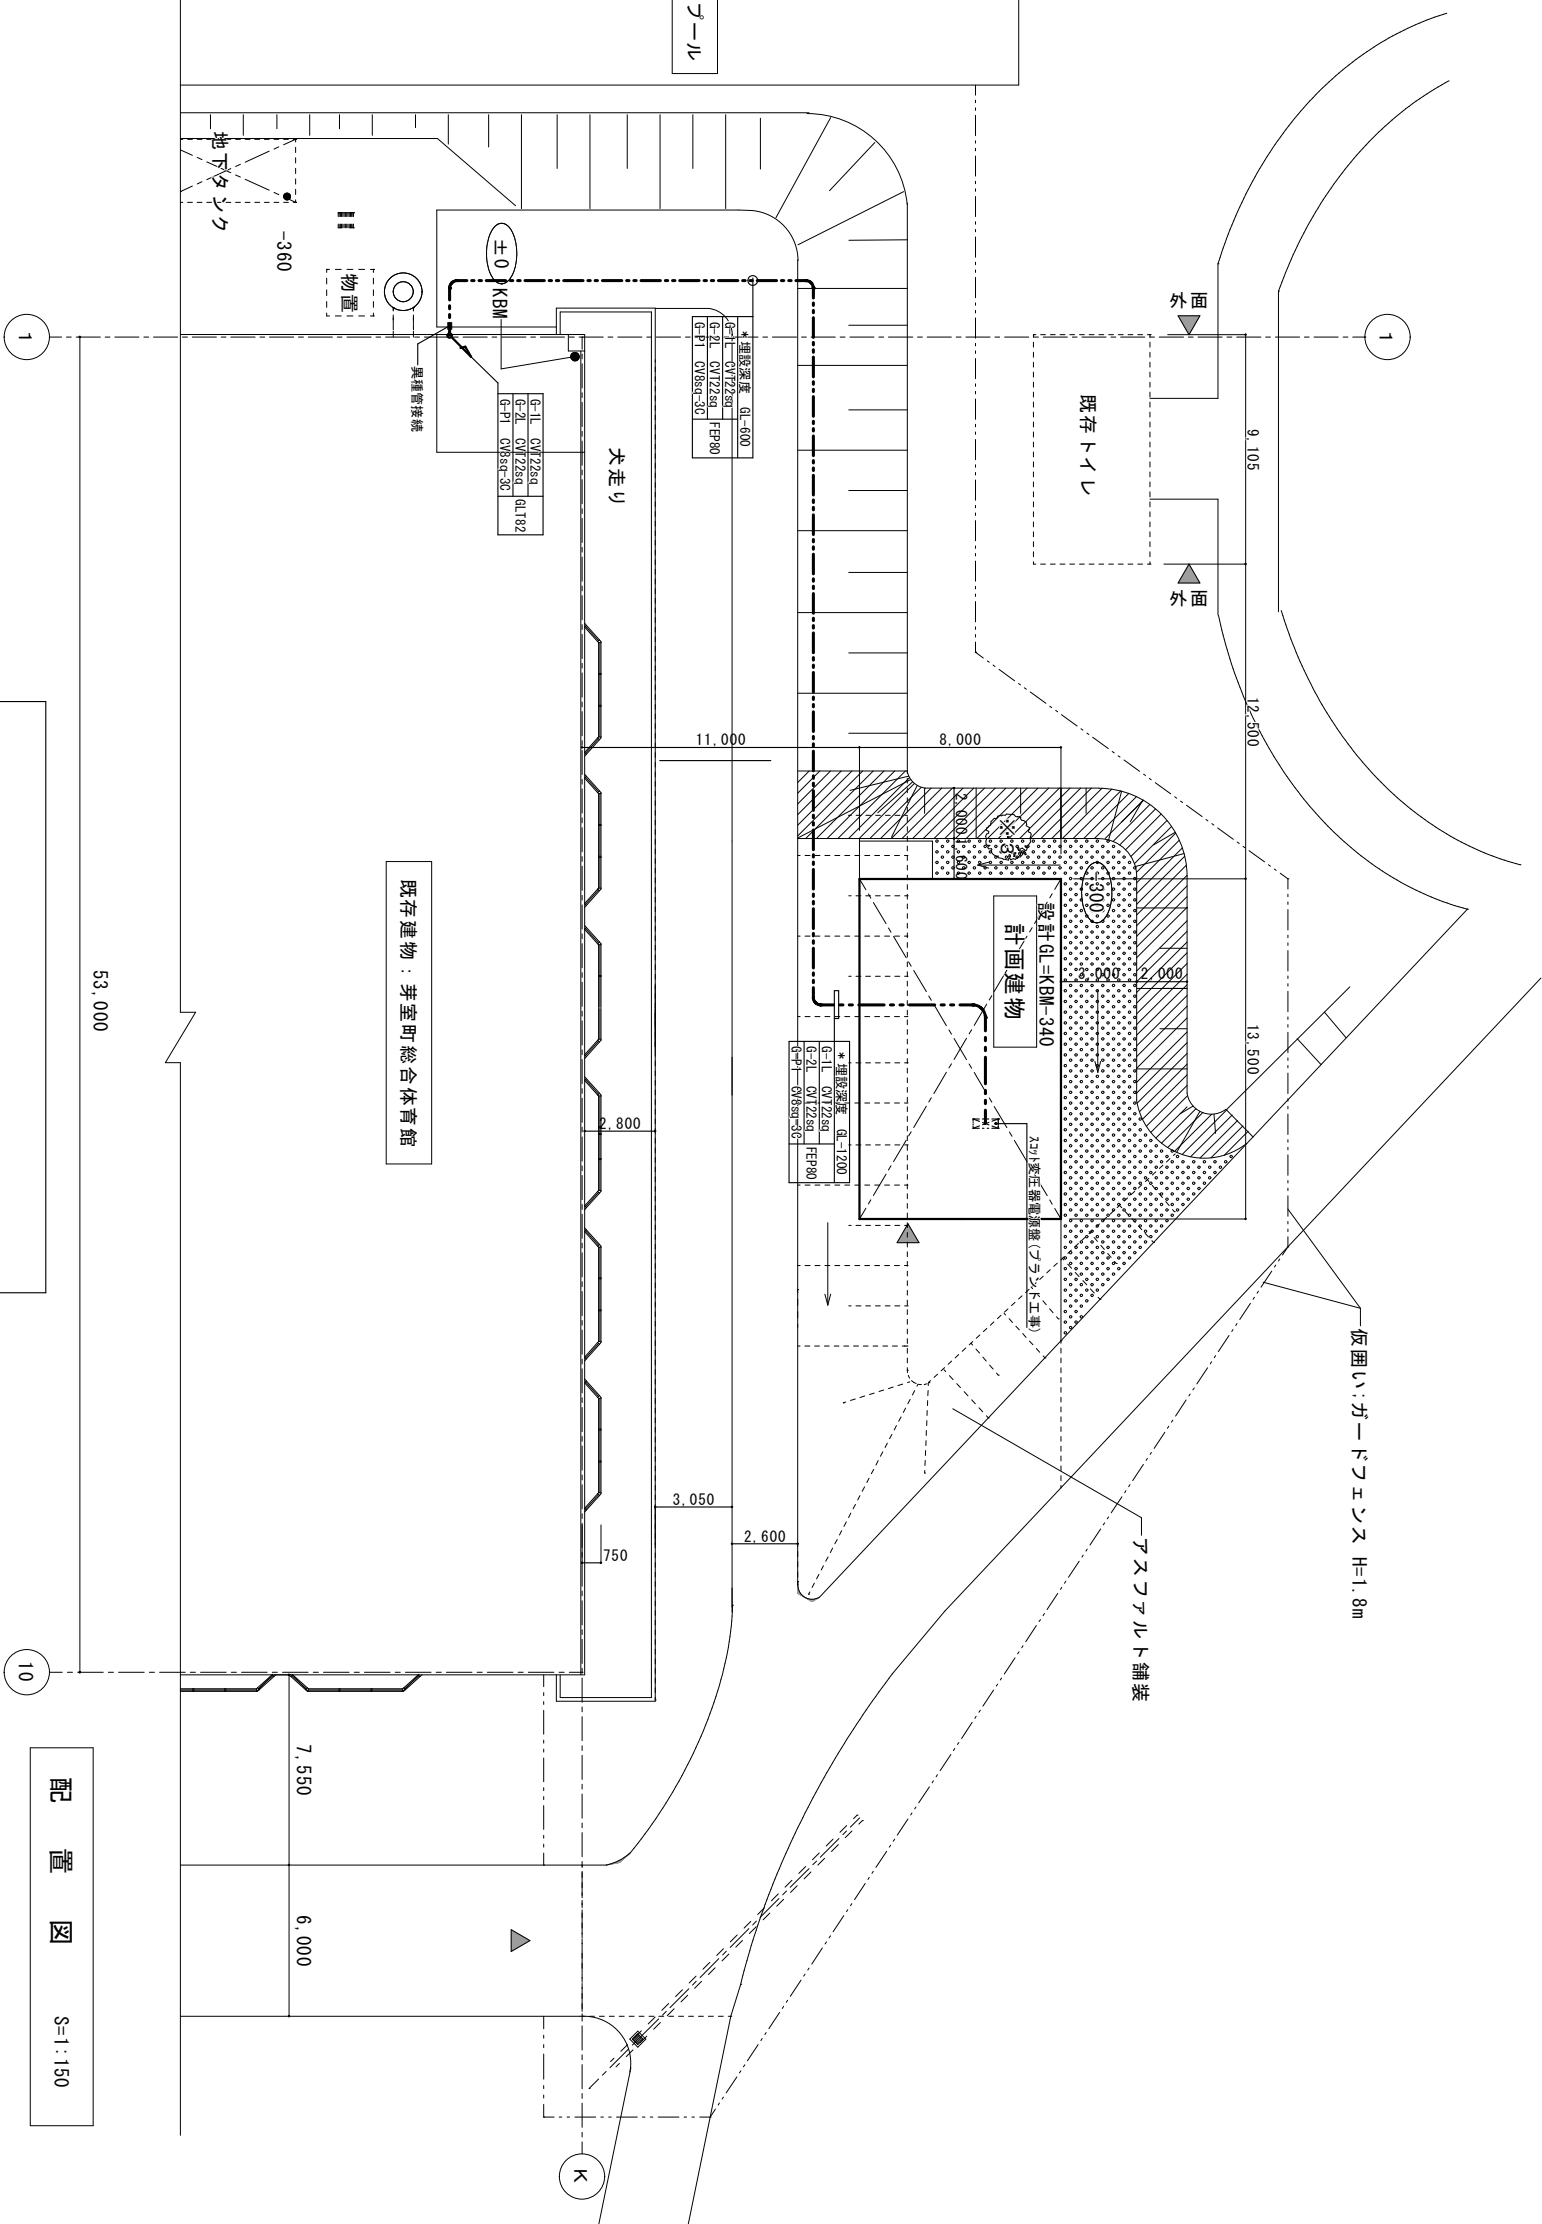 プール
地下タンク
-360
物置
±0
KBM
1
1
異種管接続
G-1L CVT22sq
G-2L CVT22sq
G-P1 CV8sq-3C
GLT82
＊埋設深度 GL-600
G-1L CVT22sq
G-2L CVT22sq
G-P1 CV8sq-3C
FEP80
犬走り
外面
既存トイレ
外面
9,105
12,500
13,500
11,000
8,000
2,000
600
※3
-300
設計GL=KBM-340
計画建物
3,000
2,000
＊埋設深度 GL-1200
G-1L CVT22sq
G-2L CVT22sq
G-P1 CV8sq-3C
FEP80
スコット変圧器電源盤(プラント工事)
既存建物：芽室町総合体育館
53,000
2,800
3,050
2,600
750
仮囲い:ガードフェンス H=1.8m
アスファルト舗装
10
7,550
6,000
K
配置図 S=1:150